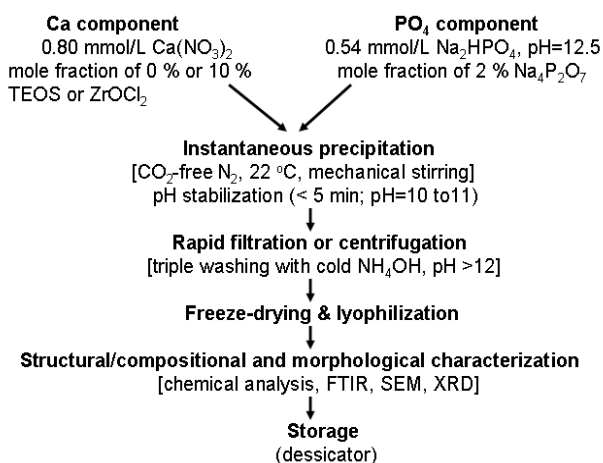 Ca component
0.80 mmol/L Ca(NO₃)₂
mole fraction of 0 % or 10 %
TEOS or ZrOCl₂
PO₄ component
0.54 mmol/L Na₂HPO₄, pH=12.5
mole fraction of 2 % Na₄P₂O₇
Instantaneous precipitation
[CO₂-free N₂, 22 °C, mechanical stirring]
pH stabilization (< 5 min; pH=10 to11)
Rapid filtration or centrifugation
[triple washing with cold NH₄OH, pH >12]
Freeze-drying & lyophilization
Structural/compositional and morphological characterization
[chemical analysis, FTIR, SEM, XRD]
Storage
(dessicator)